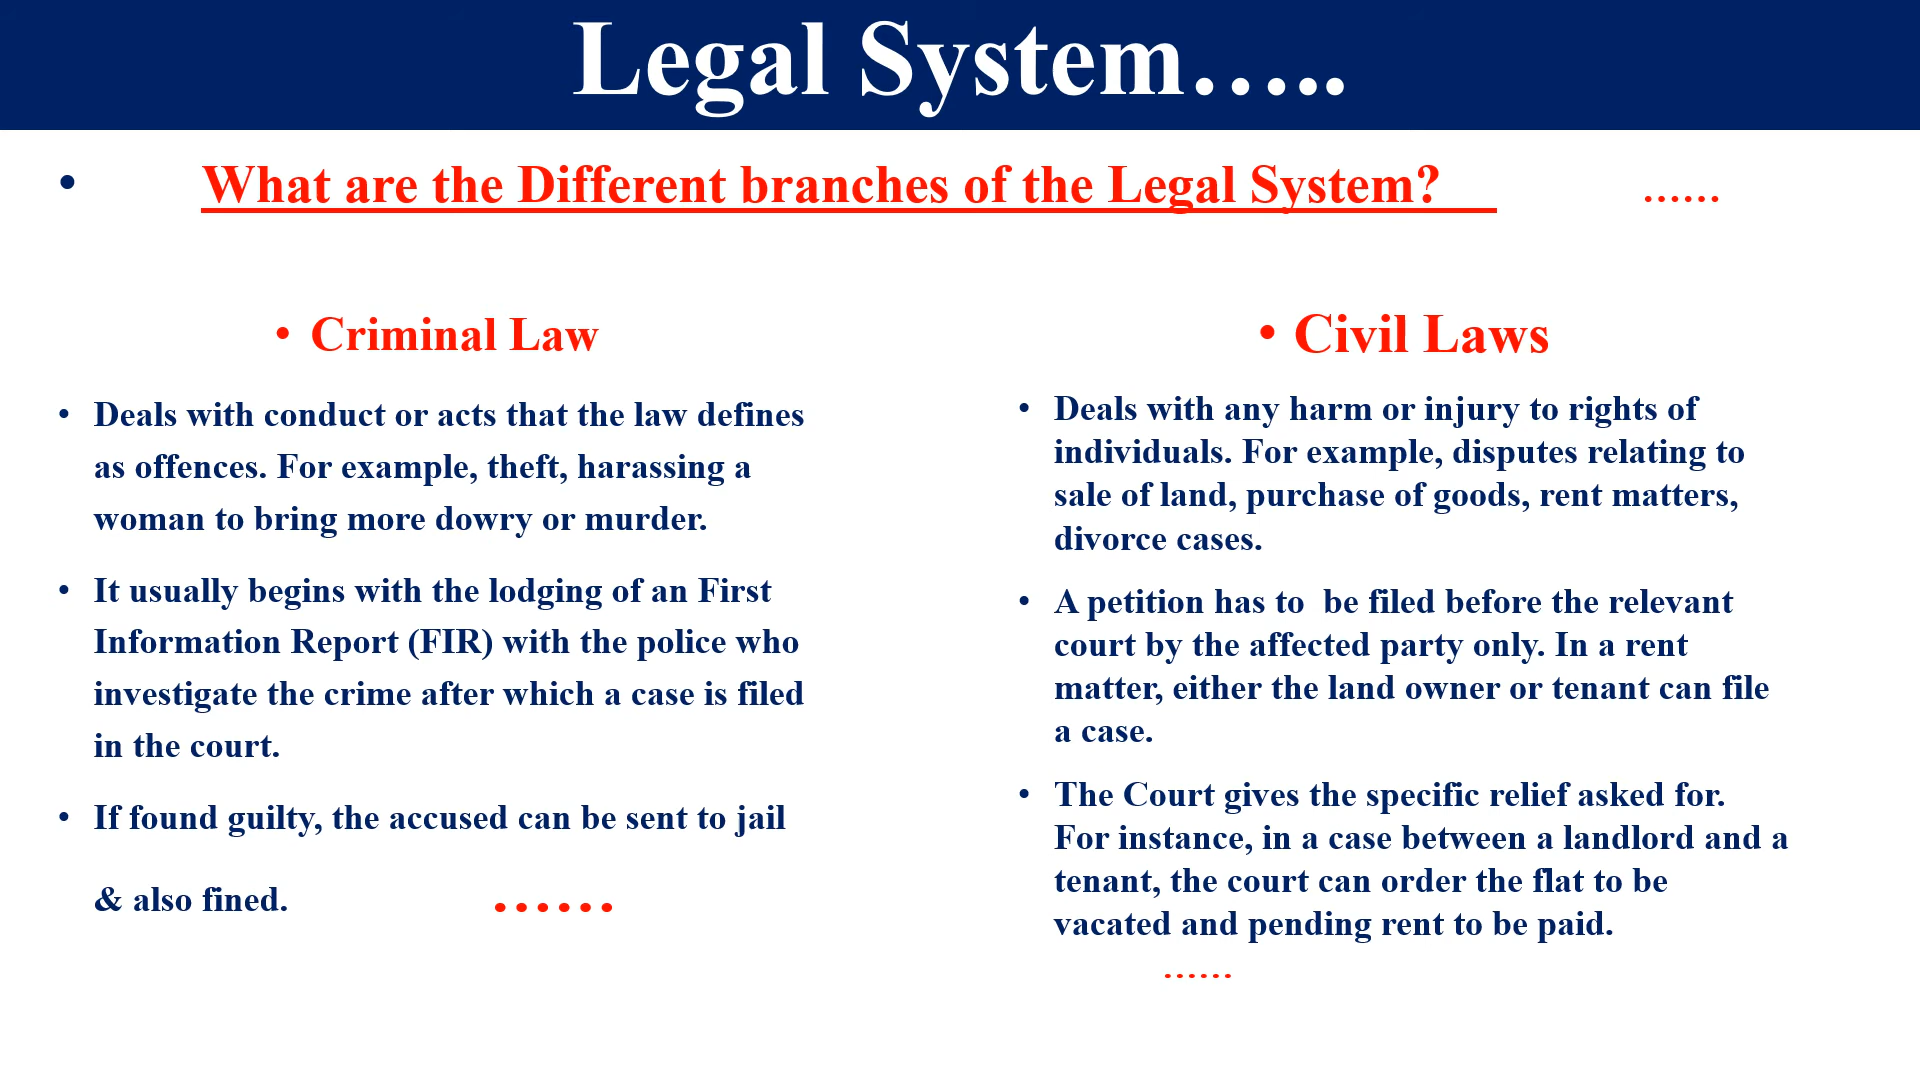 Legal System…..
• What are the Different branches of the Legal System? ……
• Criminal Law
• Deals with conduct or acts that the law defines
as offences. For example, theft, harassing a
woman to bring more dowry or murder.
• It usually begins with the lodging of an First
Information Report (FIR) with the police who
investigate the crime after which a case is filed
in the court.
• If found guilty, the accused can be sent to jail
& also fined. ……
• Civil Laws
• Deals with any harm or injury to rights of
individuals. For example, disputes relating to
sale of land, purchase of goods, rent matters,
divorce cases.
• A petition has to  be filed before the relevant
court by the affected party only. In a rent
matter, either the land owner or tenant can file
a case.
• The Court gives the specific relief asked for.
For instance, in a case between a landlord and a
tenant, the court can order the flat to be
vacated and pending rent to be paid.
……